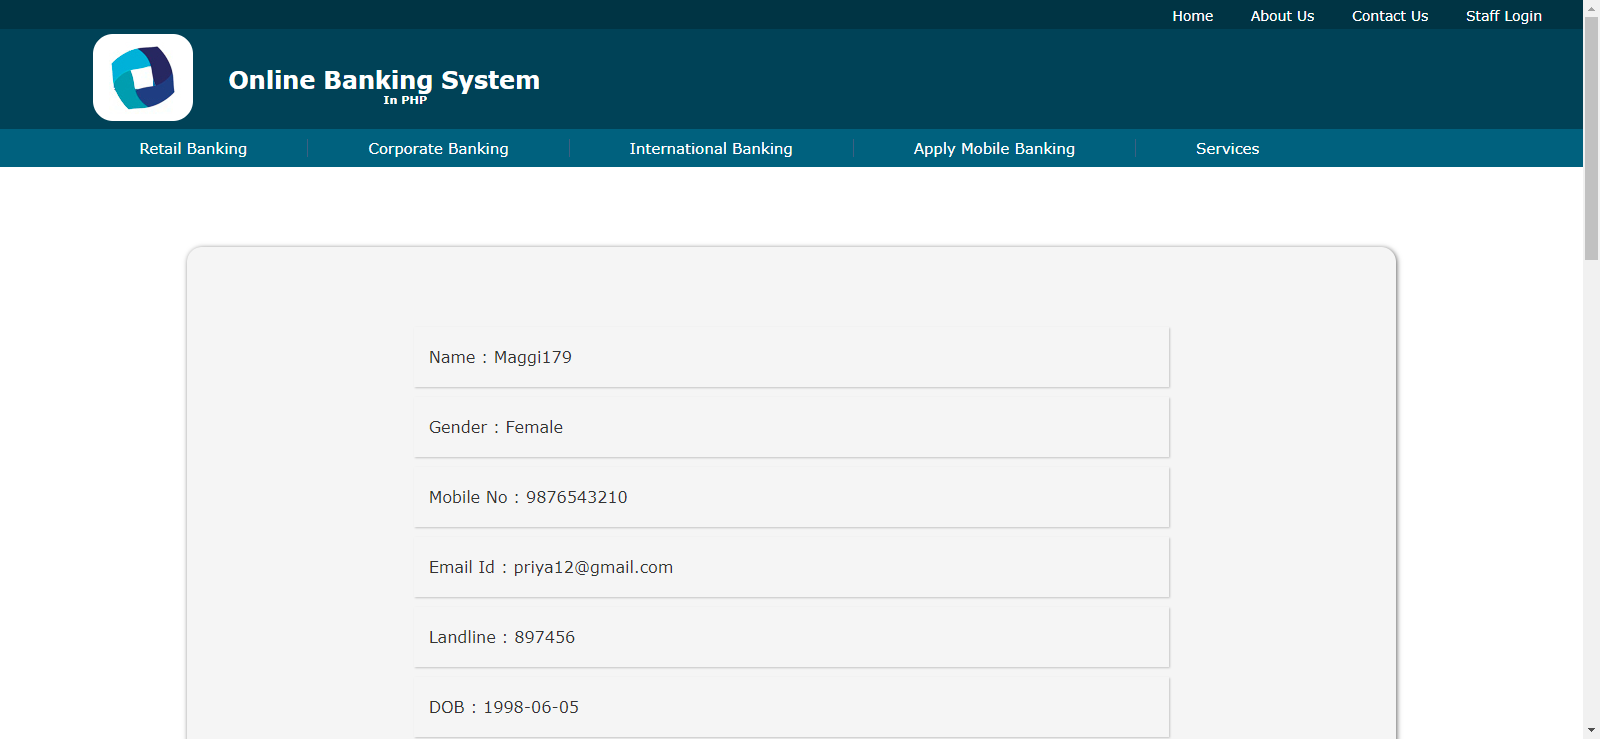 Home About Us Contact Us Staff Login
Online Banking System
In PHP
Retail Banking Corporate Banking International Banking Apply Mobile Banking Services
Name : Maggi179
Gender : Female
Mobile No : 9876543210
Email Id : priya12@gmail.com
Landline : 897456
DOB : 1998-06-05